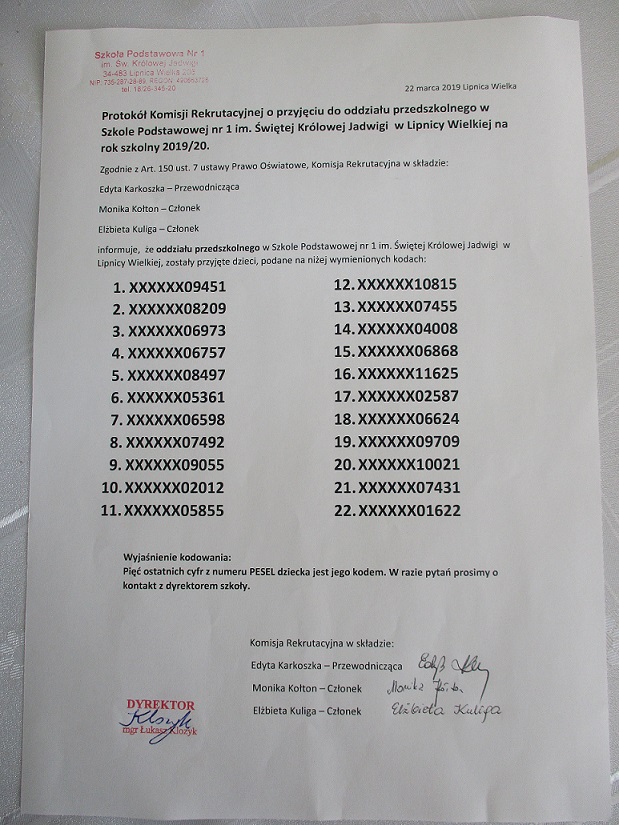 Szkoła Podstawowa Nr 1
im. Św. Królowej Jadwigi
34-483 Lipnica Wielka
tel. 18 26-345-20
22 marca 2019 Lipnica Wielka
Protokół Komisji Rekrutacyjnej o przyjęciu do oddziału przedszkolnego w
Szkole Podstawowej nr 1 im. Świętej Królowej Jadwigi w Lipnicy Wielkiej na
rok szkolny 2019/20.
Zgodnie z Art. 150 ust. 7 ustawy Prawo Oświatowe, Komisja Rekrutacyjna w składzie:
Edyta Karkoszka – Przewodnicząca
Monika Kołton – Członek
Elżbieta Kuliga – Członek
informuje, że oddziału przedszkolnego w Szkole Podstawowej nr 1 im. Świętej Królowej Jadwigi w
Lipnicy Wielkiej, zostały przyjęte dzieci, podane na niżej wymienionych kodach:
1. XXXXXX09451
2. XXXXXX08209
3. XXXXXX06973
4. XXXXXX06757
5. XXXXXX08497
6. XXXXXX05361
7. XXXXXX06598
8. XXXXXX07492
9. XXXXXX09055
10. XXXXXX02012
11. XXXXXX05855
12. XXXXXX10815
13. XXXXXX07455
14. XXXXXX04008
15. XXXXXX06868
16. XXXXXX11625
17. XXXXXX02587
18. XXXXXX06624
19. XXXXXX09709
20. XXXXXX10021
21. XXXXXX07431
22. XXXXXX01622
Wyjaśnienie kodowania:
Pięć ostatnich cyfr z numeru PESEL dziecka jest jego kodem. W razie pytań prosimy o
kontakt z dyrektorem szkoły.
Komisja Rekrutacyjna w składzie:
Edyta Karkoszka – Przewodnicząca
Monika Kołton – Członek Monika
Elżbieta Kuliga – Członek Elżbieta Kuliga
DYREKTOR
mgr Łukasz Klozyk